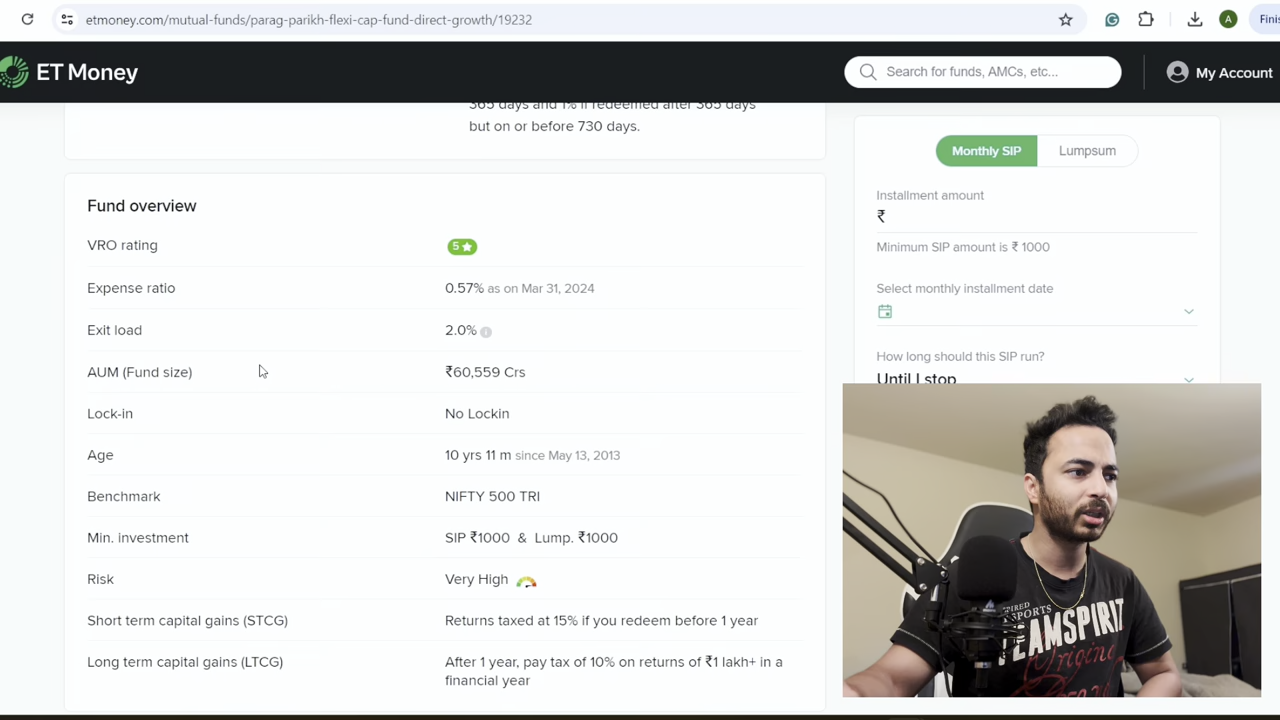 etmoney.com/mutual-funds/parag-parikh-flexi-cap-fund-direct-growth/19232
A
Finis
ET Money
Search for funds, AMCs, etc...
My Account
365 days and 1% if redeemed after 365 days
but on or before 730 days.
Monthly SIP
Lumpsum
Installment amount
₹
Minimum SIP amount is ₹ 1000
Select monthly installment date
How long should this SIP run?
Until I stop
Fund overview
VRO rating 5★
Expense ratio 0.57% as on Mar 31, 2024
Exit load 2.0% i
AUM (Fund size) ₹60,559 Crs
Lock-in No Lockin
Age 10 yrs 11 m since May 13, 2013
Benchmark NIFTY 500 TRI
Min. investment SIP ₹1000 & Lump. ₹1000
Risk Very High
Short term capital gains (STCG) Returns taxed at 15% if you redeem before 1 year
Long term capital gains (LTCG) After 1 year, pay tax of 10% on returns of ₹1 lakh+ in a
financial year
TEAMSPIRIT